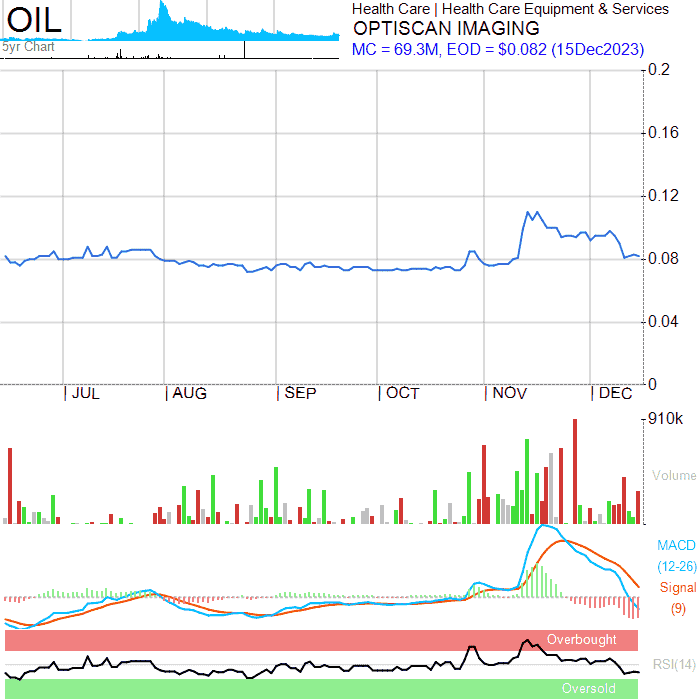 OIL
5yr Chart
Health Care | Health Care Equipment & Services
OPTISCAN IMAGING
MC = 69.3M, EOD = $0.082 (15Dec2023)
0.2
0.16
0.12
0.08
0.04
0
| JUL | AUG | SEP | OCT | NOV | DEC
910k
Volume
MACD
(12-26)
Signal
(9)
Overbought
RSI(14)
Oversold